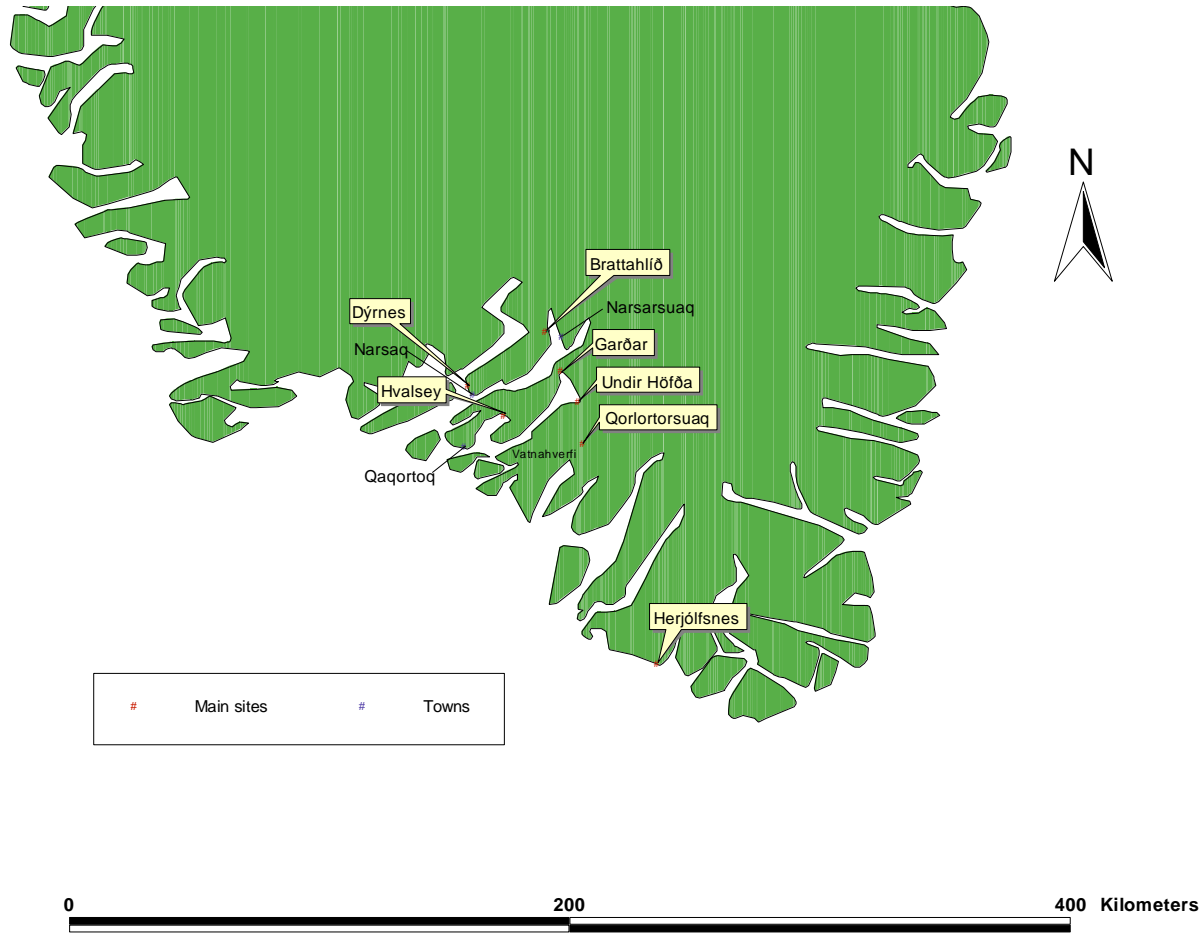 N
Brattahlíð
Narsarsuaq
Dýrnes
Garðar
Narsaq
Undir Höfða
Hvalsey
Qorlortorsuaq
Vatnahverfi
Qaqortoq
Herjólfsnes
# Main sites # Towns
0 200 400 Kilometers